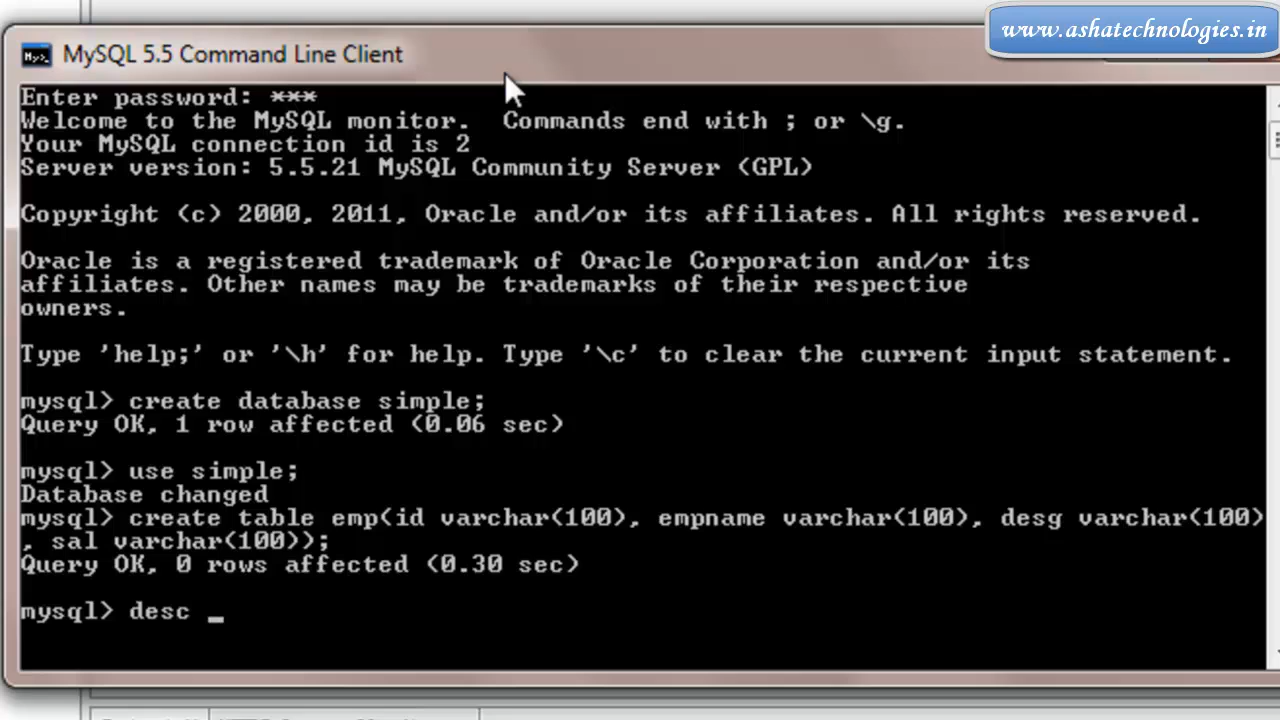 www.ashatechnologies.in
MySQL 5.5 Command Line Client
Enter password: ***
Welcome to the MySQL monitor.  Commands end with ; or \g.
Your MySQL connection id is 2
Server version: 5.5.21 MySQL Community Server (GPL)
Copyright (c) 2000, 2011, Oracle and/or its affiliates. All rights reserved.
Oracle is a registered trademark of Oracle Corporation and/or its
affiliates. Other names may be trademarks of their respective
owners.
Type 'help;' or '\h' for help. Type '\c' to clear the current input statement.
mysql> create database simple;
Query OK, 1 row affected (0.06 sec)
mysql> use simple;
Database changed
mysql> create table emp(id varchar(100), empname varchar(100), desg varchar(100)
, sal varchar(100));
Query OK, 0 rows affected (0.30 sec)
mysql> desc _